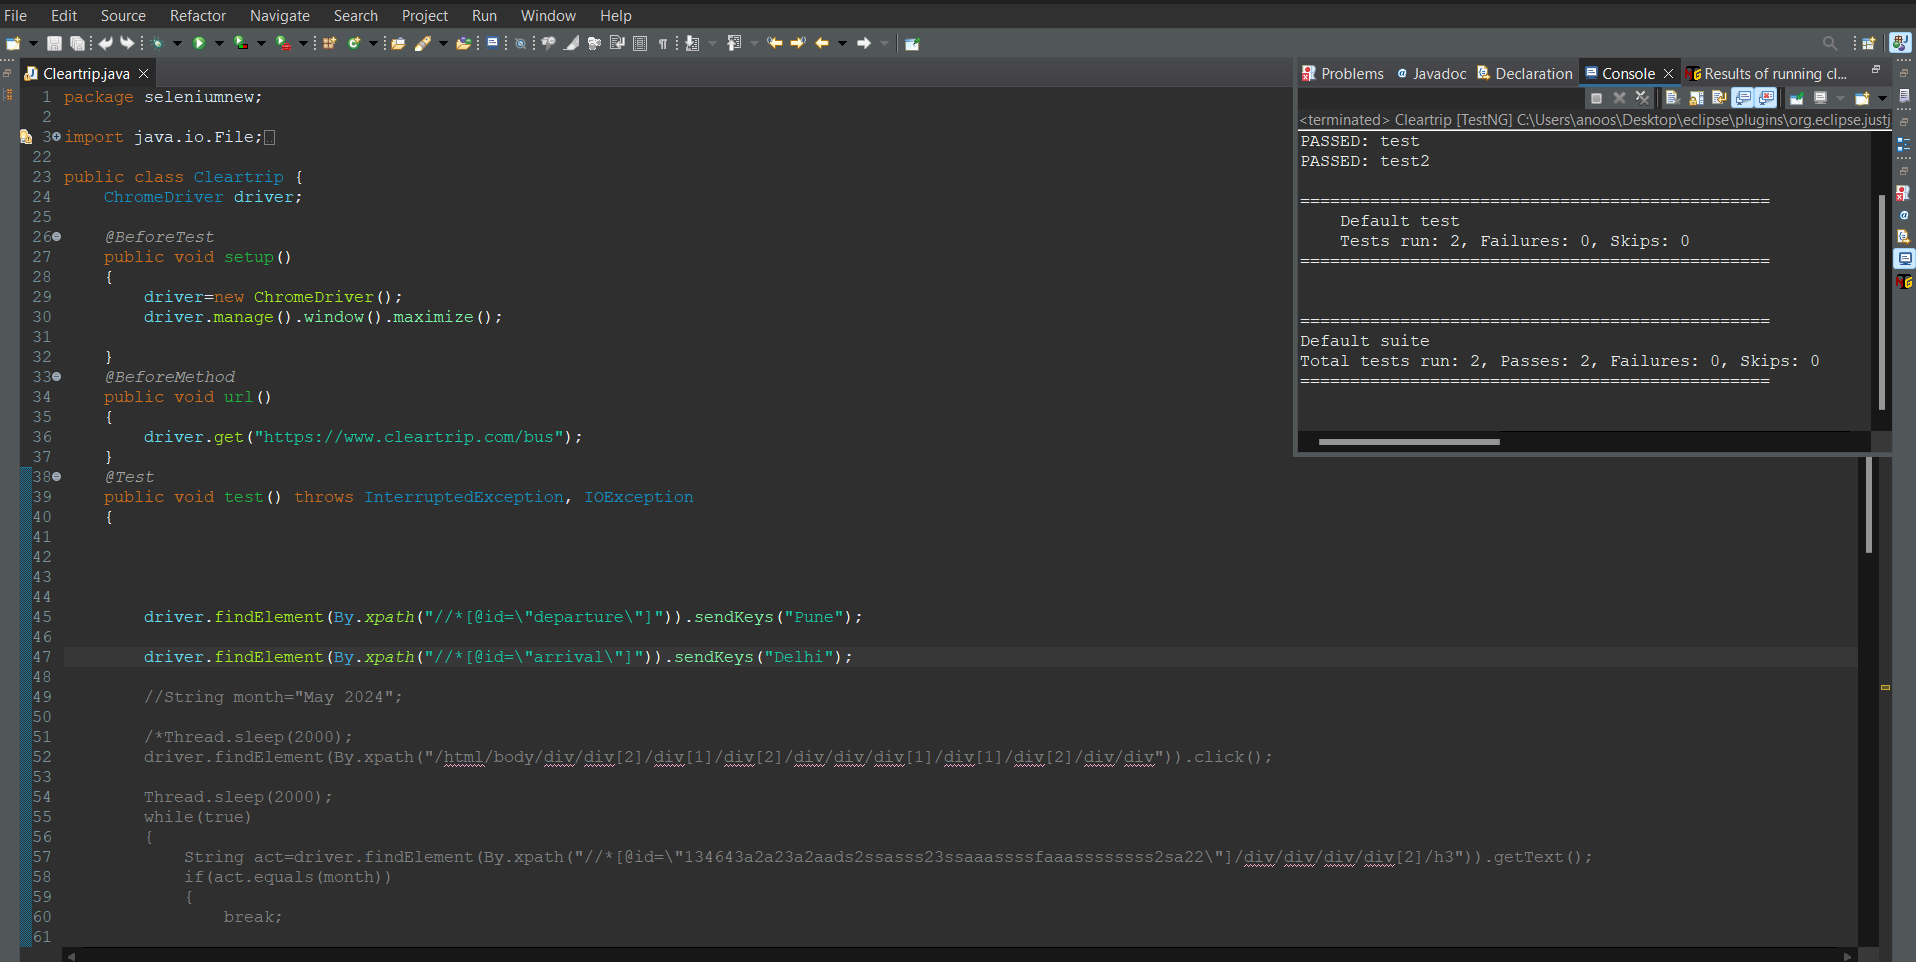 File Edit Source Refactor Navigate Search Project Run Window Help
Cleartrip.java
1 package seleniumnew;
2
3 import java.io.File;
22
23 public class Cleartrip {
24 ChromeDriver driver;
25
26 @BeforeTest
27 public void setup()
28 {
29 driver=new ChromeDriver();
30 driver.manage().window().maximize();
31
32 }
33 @BeforeMethod
34 public void url()
35 {
36 driver.get("https://www.cleartrip.com/bus");
37 }
38 @Test
39 public void test() throws InterruptedException, IOException
40 {
41
42
43
44
45 driver.findElement(By.xpath("//*[@id=\"departure\"]")).sendKeys("Pune");
46
47 driver.findElement(By.xpath("//*[@id=\"arrival\"]")).sendKeys("Delhi");
48
49 //String month="May 2024";
50
51 /*Thread.sleep(2000);
52 driver.findElement(By.xpath("/html/body/div/div[2]/div[1]/div[2]/div/div/div[1]/div[1]/div[2]/div/div")).click();
53
54 Thread.sleep(2000);
55 while(true)
56 {
57 String act=driver.findElement(By.xpath("//*[@id=\"134643a2a23a2aads2ssasss23ssaaassssfaaassssssss2sa22\"]/div/div/div/div[2]/h3")).getText();
58 if(act.equals(month))
59 {
60 break;
61
Problems Javadoc Declaration Console Results of running cl...
<terminated> Cleartrip [TestNG] C:\Users\anoos\Desktop\eclipse\plugins\org.eclipse.justj
PASSED: test
PASSED: test2
===============================================
Default test
Tests run: 2, Failures: 0, Skips: 0
===============================================
===============================================
Default suite
Total tests run: 2, Passes: 2, Failures: 0, Skips: 0
===============================================